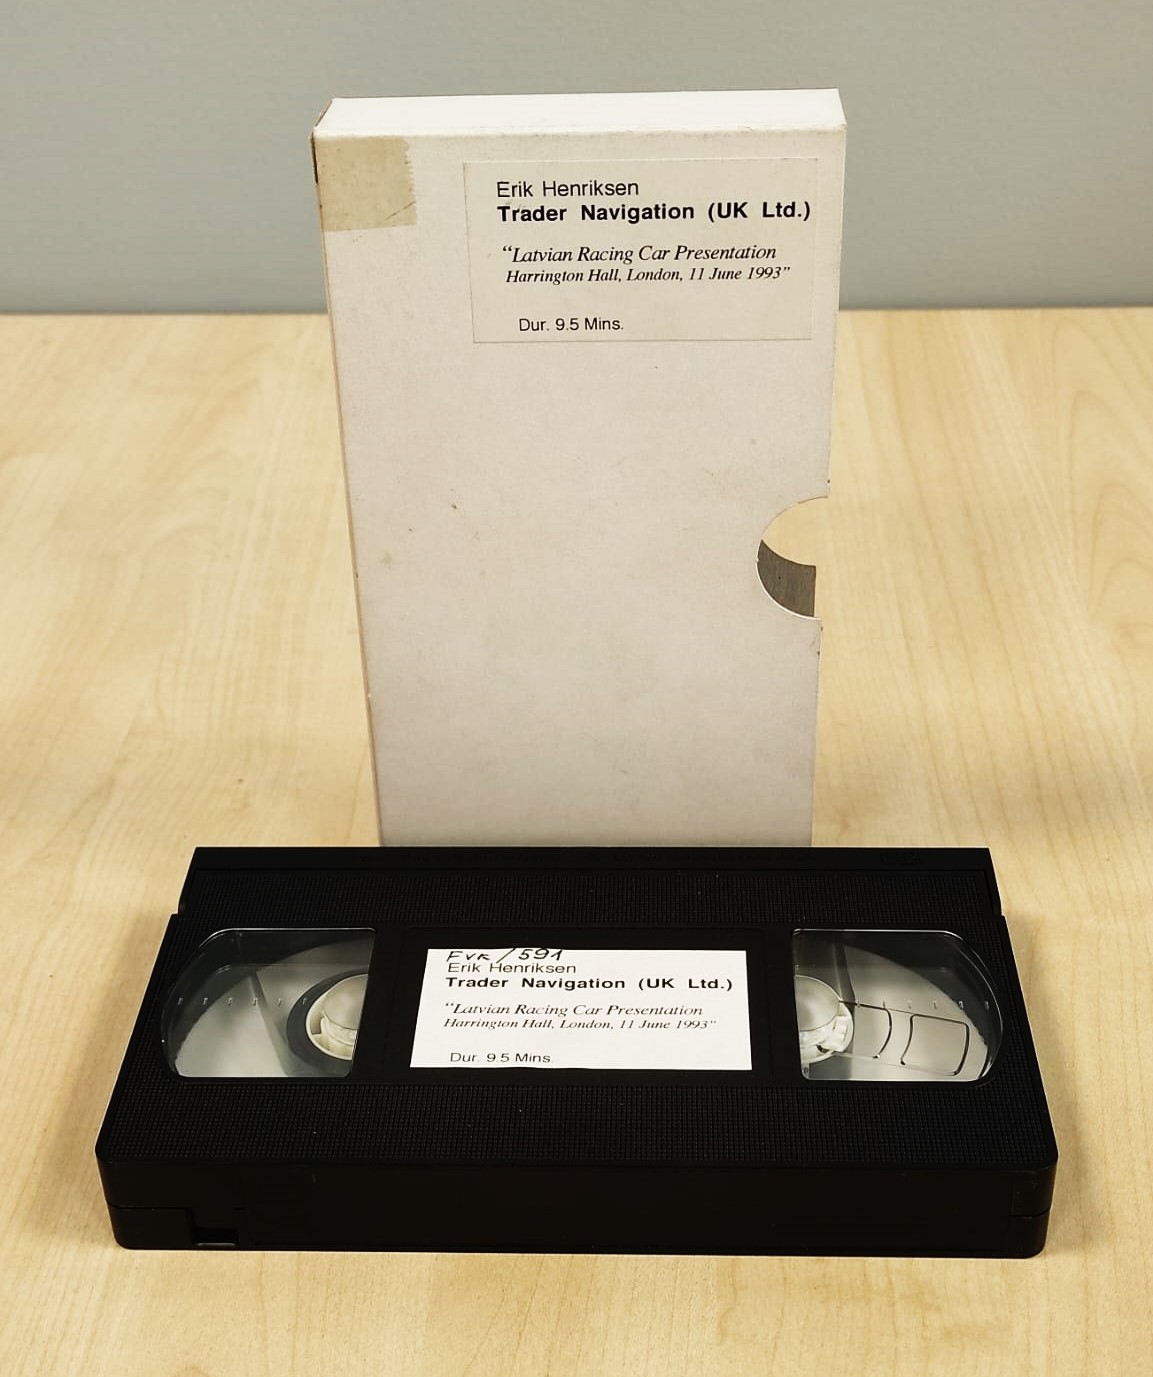 Erik Henriksen
Trader Navigation (UK Ltd.)
“Latvian Racing Car Presentation
Harrington Hall, London, 11 June 1993”
Dur. 9.5 Mins.
FVK/591
Erik Henriksen
Trader Navigation (UK Ltd.)
“Latvian Racing Car Presentation
Harrington Hall, London, 11 June 1993”
Dur. 9.5 Mins.